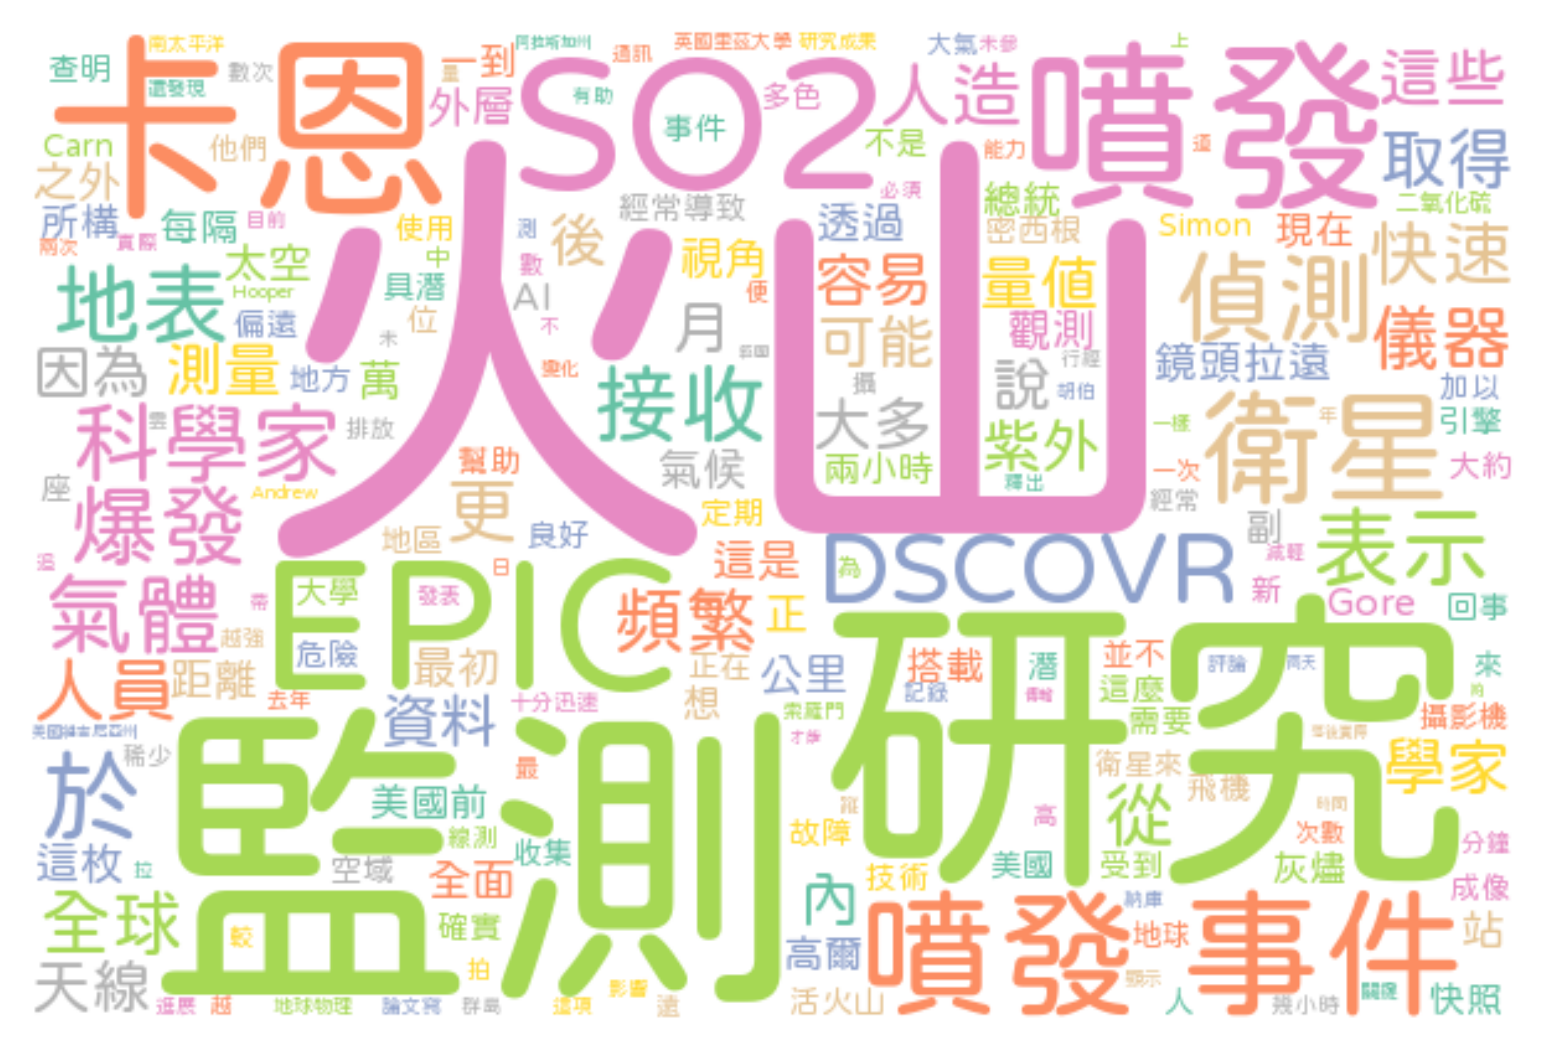 南太平洋
阿拉斯加州
通訊
英國里茲大學
研究成果
大氣
未參
上
查明
數次
一到
量
這些
還發現
卡恩
外層
SO2
有助
多色
人造
噴發
事件
Carn
他們
不是
能力
道
取得
之外
經常導致
必須
總統
二氧化硫
所構
每隔
目前
使用
測
後
透過
密西根
Simon
現在
兩次
實際
太空
中
數
視角
快速
火山
地表
Hooper
具潛
AI
便
容易
量值
偵測
偏遠
位
不
月
可能
觀測
儀器
因為
測量
地方
未
萬
變化
接收
攝
說
行經
鏡頭拉遠
胡伯
加以
科學家
雲
排放
大多
紫外
一樣
衛星
年
引擎
幫助
氣候
兩小時
釋出
一次
大約
座
Andrew
更
定期
經常
爆發
地區
良好
副
表示
追
日
這是
DSCOVR
為
減輕
氣體
帶
大學
EPIC
發表
頻繁
正
新
Gore
回事
越強
危險
最初
正在
公里
搭載
潛
並不
評論
兩天
來
人員
距離
去年
十分迅速
想
記錄
傳輸
這麼
研究
拍
美國維吉尼亞州
資料
索羅門
需要
攝影機
稀少
監測
最
才能
衛星來
飛機
學家
於
美國前
高
從
時間
線測
收集
故障
次數
分鐘
這枚
拉
空域
全面
技術
美國
受到
灰燼
成像
全球
較
確實
內
噴發事件
納庫
地球
站
天線
拍
高爾
顯示
進展
越
地球物理
論文寫
群島
這項
影響
遠
活火山
人
幾小時
快照